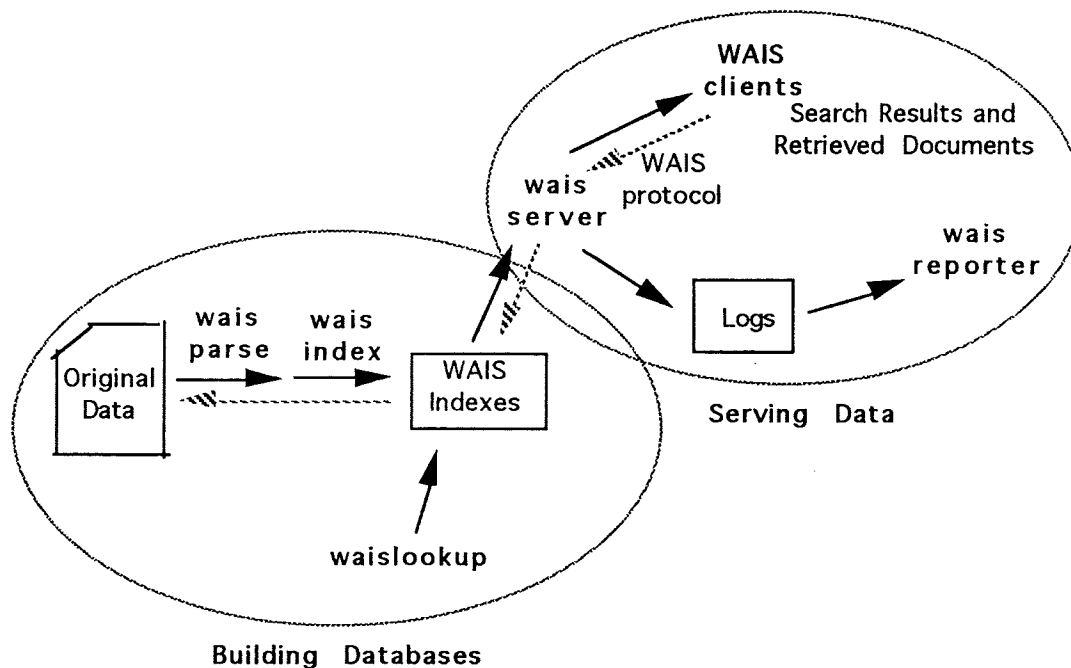 WAIS
clients
Search Results and
Retrieved Documents
WAIS
protocol
wais
server
wais
reporter
Logs
wais
parse
wais
index
Original
Data
WAIS
Indexes
Serving Data
waislookup
Building Databases